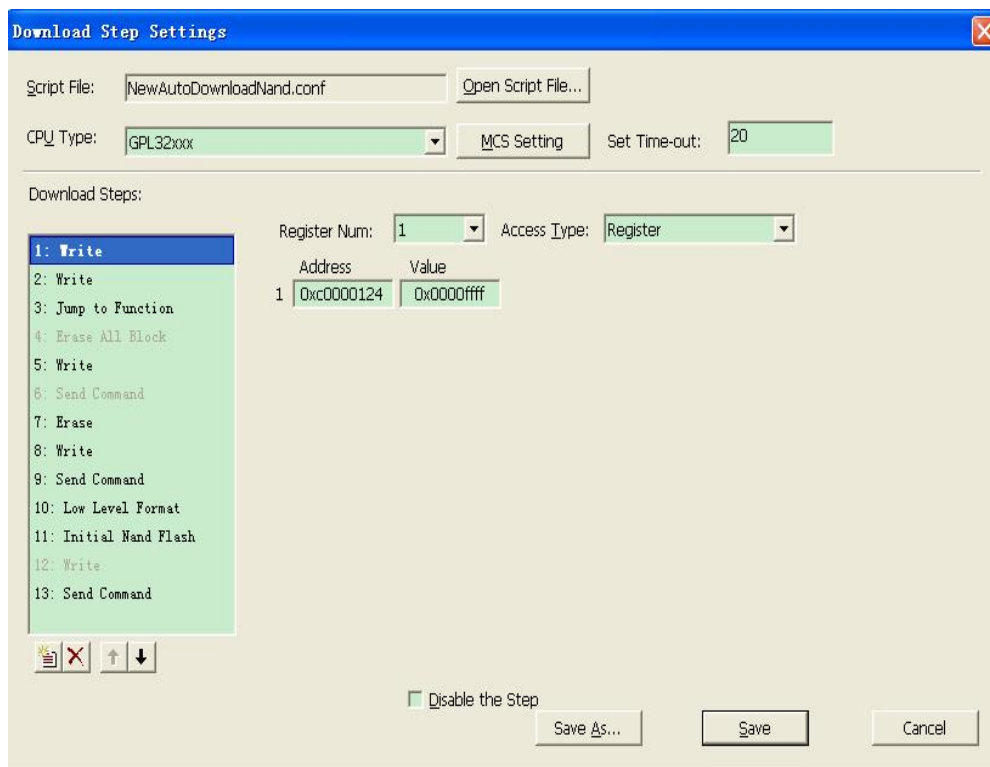 Download Step Settings
Script File: NewAutoDownloadNand.conf Open Script File...
CPU Type: GPL32xxx MCS Setting Set Time-out: 20
Download Steps:
Register Num: 1 Access Type: Register
Address Value
1 0xc0000124 0x0000ffff
1: Write
2: Write
3: Jump to Function
4: Erase All Block
5: Write
6: Send Command
7: Erase
8: Write
9: Send Command
10: Low Level Format
11: Initial Nand Flash
12: Write
13: Send Command
Disable the Step
Save As... Save Cancel